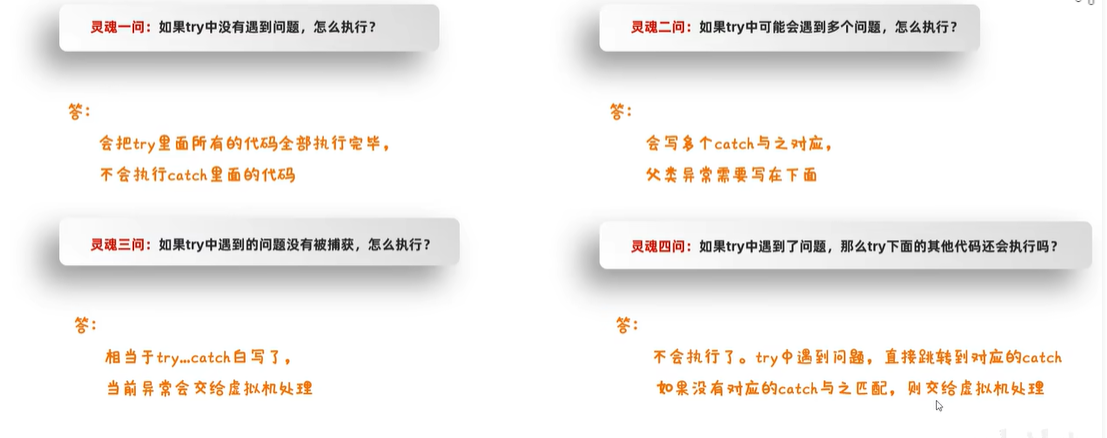 灵魂一问：如果try中没有遇到问题，怎么执行？
答：
会把try里面所有的代码全部执行完毕，
不会执行catch里面的代码
灵魂二问：如果try中可能会遇到多个问题，怎么执行？
答：
会写多个catch与之对应，
父类异常需要写在下面
灵魂三问：如果try中遇到的问题没有被捕获，怎么执行？
答：
相当于try...catch白写了，
当前异常会交给虚拟机处理
灵魂四问：如果try中遇到了问题，那么try下面的其他代码还会执行吗？
答：
不会执行了。try中遇到问题，直接跳转到对应的catch
如果没有对应的catch与之匹配，则交给虚拟机处理